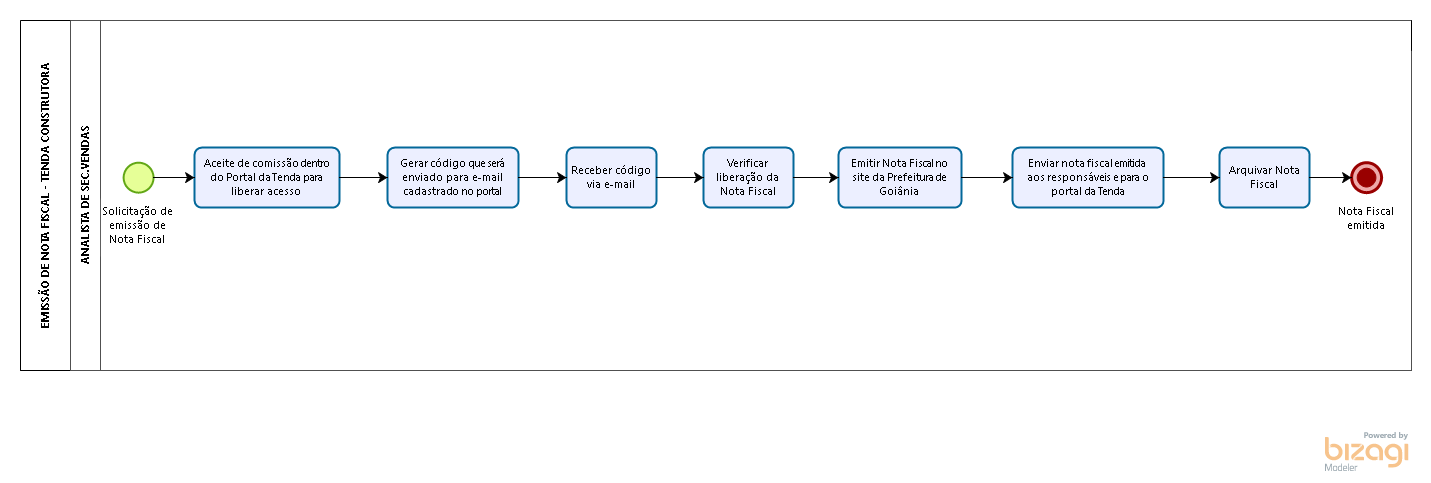 EMISSÃO DE NOTA FISCAL - TENDA CONSTRUTORA
ANALISTA DE SEC.VENDAS
Solicitação de
emissão de
Nota Fiscal
Aceite de comissão dentro
do Portal da Tenda para
liberar acesso
Gerar código que será
enviado para e-mail
cadastrado no portal
Receber código
via e-mail
Verificar
liberação da
Nota Fiscal
Emitir Nota Fiscal no
site da Prefeitura de
Goiânia
Enviar nota fiscal emitida
aos responsáveis e para o
portal da Tenda
Arquivar Nota
Fiscal
Nota Fiscal
emitida
Powered by
bizagi
Modeler